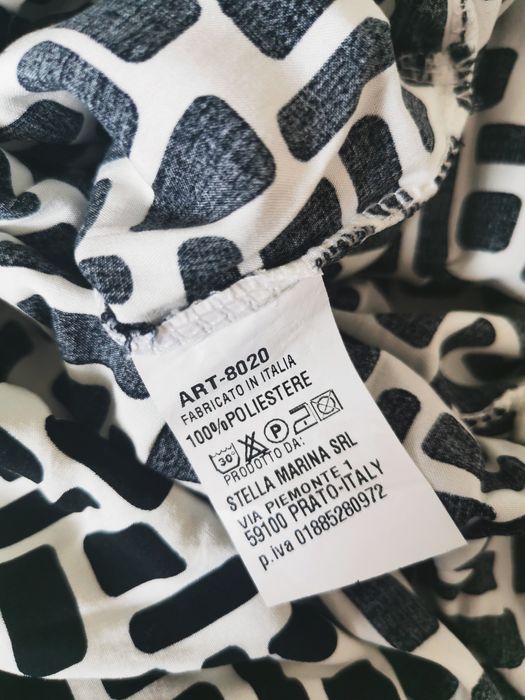 ART-8020
FABRICATO IN ITALIA
100%POLIESTERE
30° P
PRODOTTO DA:
STELLA MARINA SRL
VIA PIEMONTE 1
59100 PRATO-ITALY
p.iva 01885280972